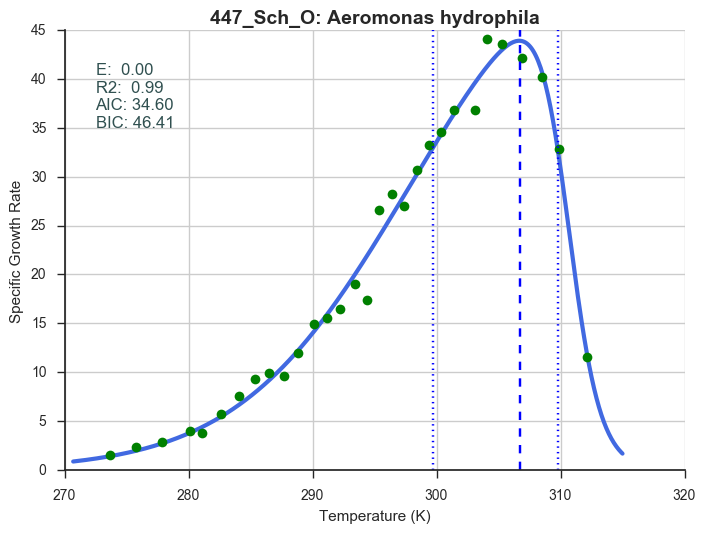 447_Sch_O: Aeromonas hydrophila
E: 0.00
R2: 0.99
AIC: 34.60
BIC: 46.41
Specific Growth Rate
45
40
35
30
25
20
15
10
5
0
270
280
290
300
310
320
Temperature (K)